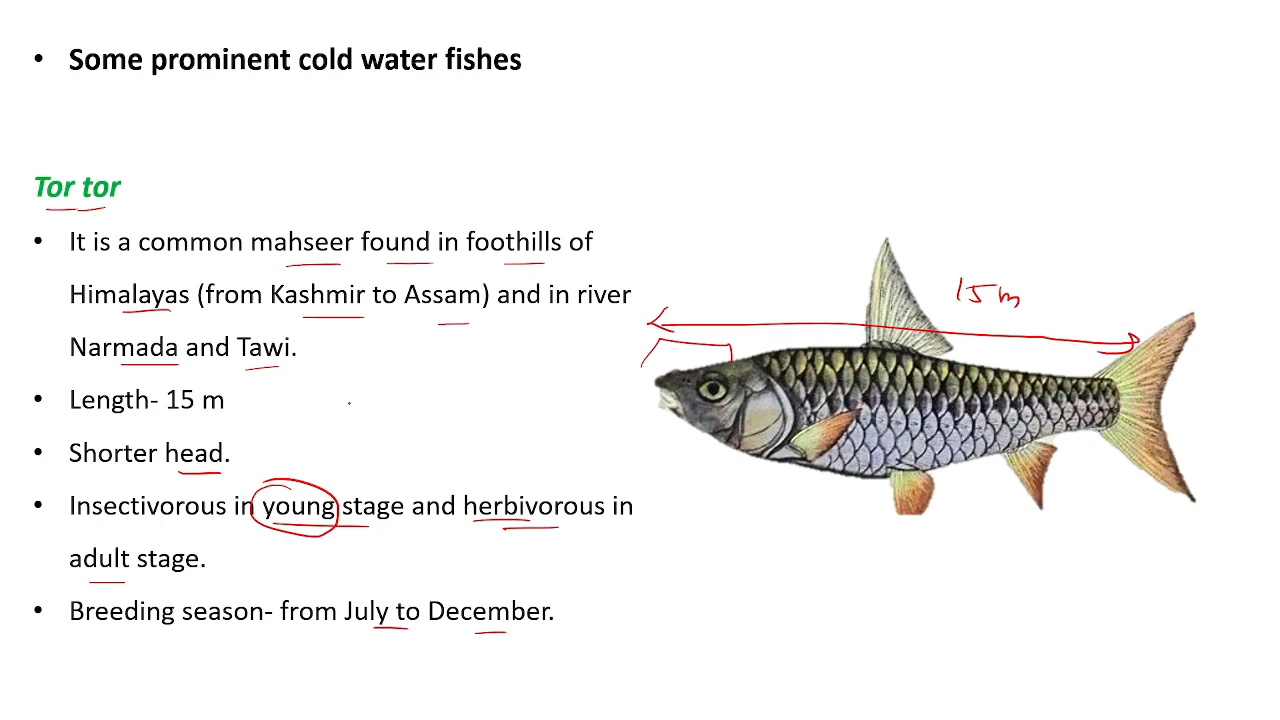 • Some prominent cold water fishes
Tor tor
• It is a common mahseer found in foothills of
Himalayas (from Kashmir to Assam) and in river
Narmada and Tawi.
• Length- 15 m
• Shorter head.
• Insectivorous in young stage and herbivorous in
adult stage.
• Breeding season- from July to December.
15 m